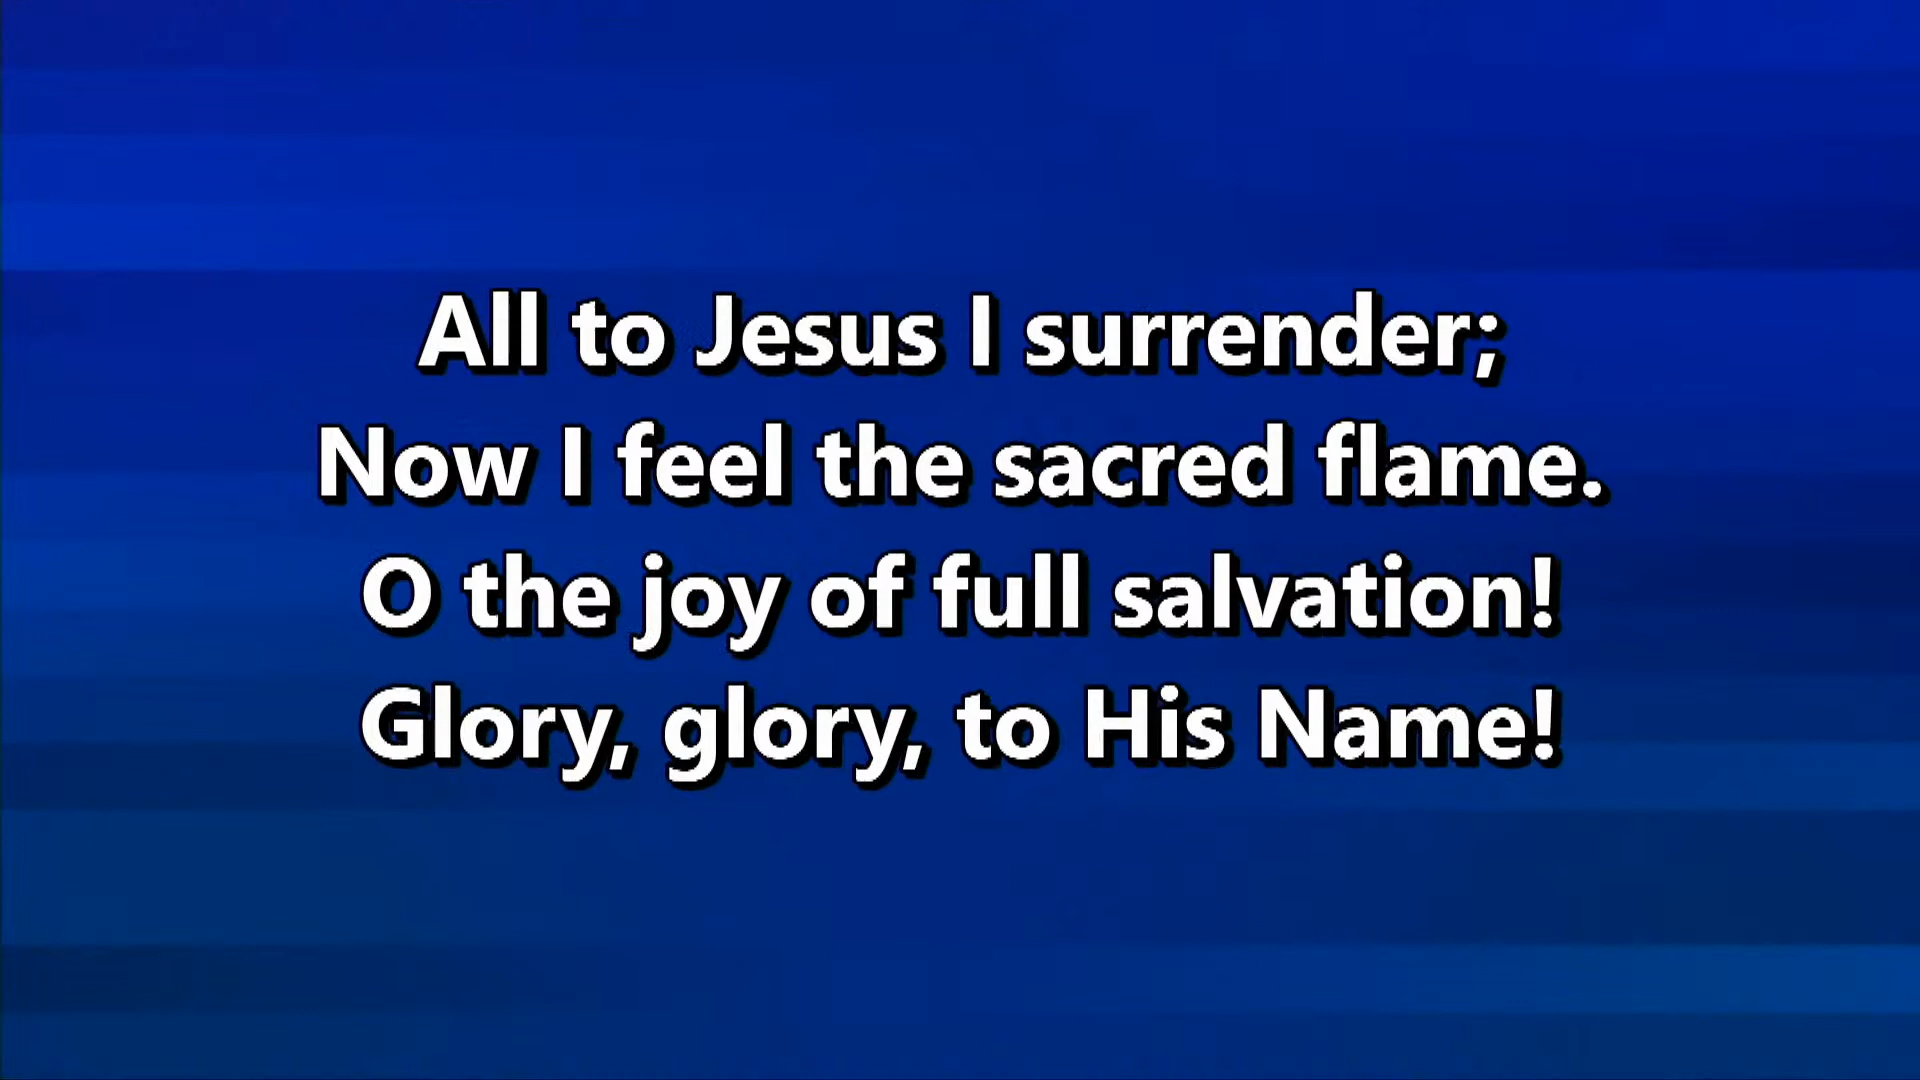 All to Jesus I surrender;
Now I feel the sacred flame.
O the joy of full salvation!
Glory, glory, to His Name!